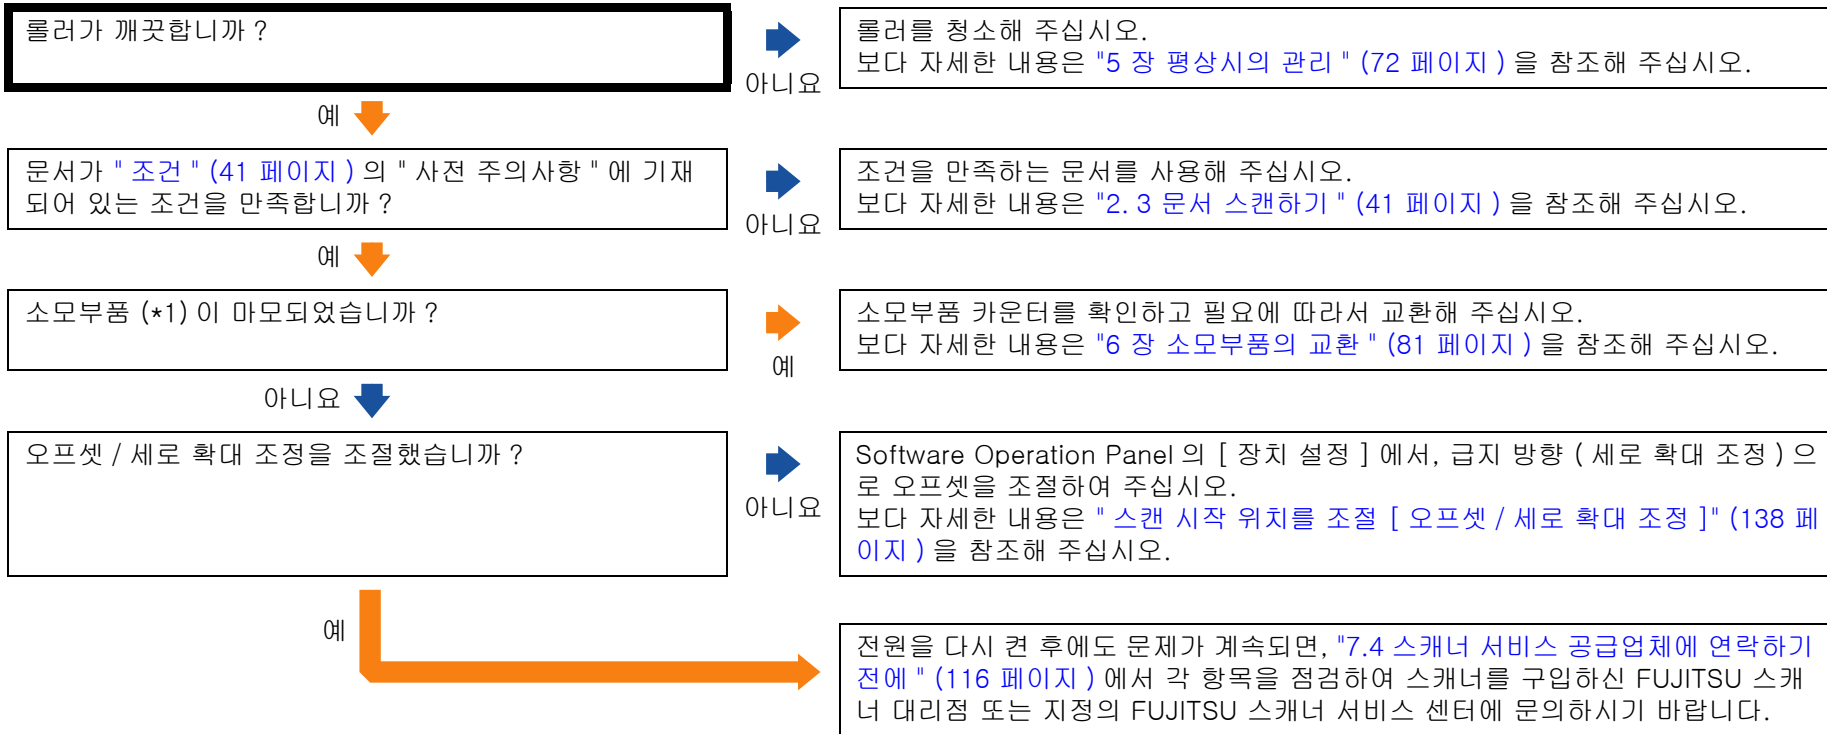 롤러가 깨끗합니까 ?
아니요
롤러를 청소해 주십시오.
보다 자세한 내용은 "5 장 평상시의 관리 " (72 페이지 ) 을 참조해 주십시오.
예
문서가 " 조건 " (41 페이지 ) 의 " 사전 주의사항 " 에 기재
되어 있는 조건을 만족합니까 ?
아니요
조건을 만족하는 문서를 사용해 주십시오.
보다 자세한 내용은 "2. 3 문서 스캔하기 " (41 페이지 ) 을 참조해 주십시오.
예
소모부품 (*1) 이 마모되었습니까 ?
예
소모부품 카운터를 확인하고 필요에 따라서 교환해 주십시오.
보다 자세한 내용은 "6 장 소모부품의 교환 " (81 페이지 ) 을 참조해 주십시오.
아니요
오프셋 / 세로 확대 조정을 조절했습니까 ?
아니요
Software Operation Panel 의 [ 장치 설정 ] 에서, 급지 방향 ( 세로 확대 조정 ) 으
로 오프셋을 조절하여 주십시오.
보다 자세한 내용은 " 스캔 시작 위치를 조절 [ 오프셋 / 세로 확대 조정 ]" (138 페
이지 ) 을 참조해 주십시오.
예
전원을 다시 켠 후에도 문제가 계속되면, "7.4 스캐너 서비스 공급업체에 연락하기
전에 " (116 페이지 ) 에서 각 항목을 점검하여 스캐너를 구입하신 FUJITSU 스캐
너 대리점 또는 지정의 FUJITSU 스캐너 서비스 센터에 문의하시기 바랍니다.